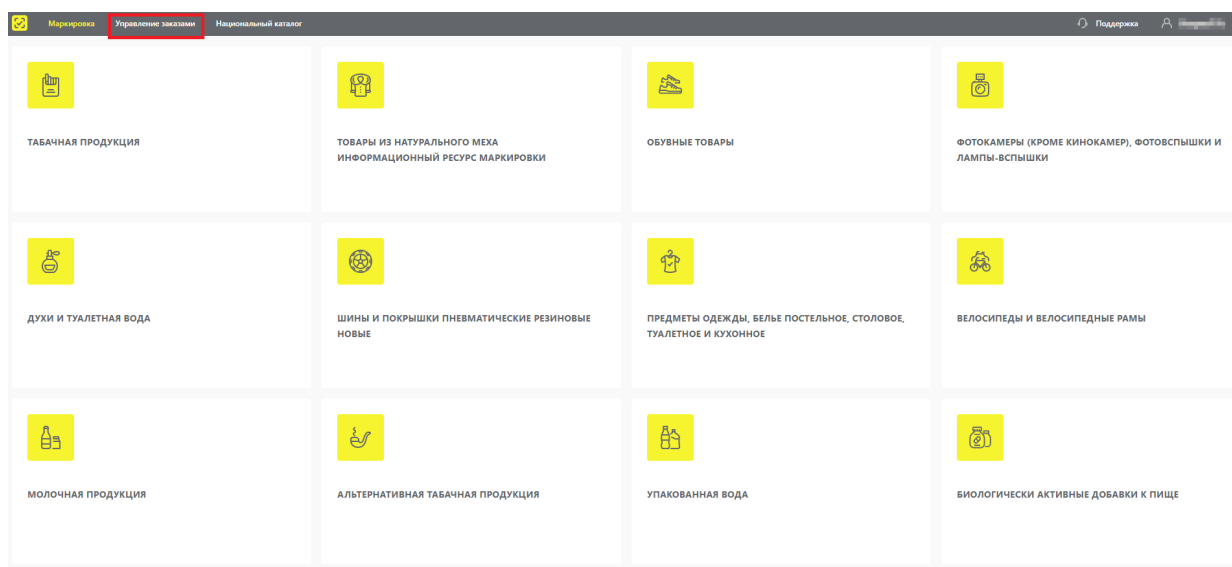 Маркировка Управление заказами Национальный каталог Поддержка
ТАБАЧНАЯ ПРОДУКЦИЯ
ТОВАРЫ ИЗ НАТУРАЛЬНОГО МЕХА
ИНФОРМАЦИОННЫЙ РЕСУРС МАРКИРОВКИ
ОБУВНЫЕ ТОВАРЫ
ФОТОКАМЕРЫ (КРОМЕ КИНОКАМЕР), ФОТОВСПЫШКИ И
ЛАМПЫ-ВСПЫШКИ
ДУХИ И ТУАЛЕТНАЯ ВОДА
ШИНЫ И ПОКРЫШКИ ПНЕВМАТИЧЕСКИЕ РЕЗИНОВЫЕ
НОВЫЕ
ПРЕДМЕТЫ ОДЕЖДЫ, БЕЛЬЕ ПОСТЕЛЬНОЕ, СТОЛОВОЕ,
ТУАЛЕТНОЕ И КУХОННОЕ
ВЕЛОСИПЕДЫ И ВЕЛОСИПЕДНЫЕ РАМЫ
МОЛОЧНАЯ ПРОДУКЦИЯ
АЛЬТЕРНАТИВНАЯ ТАБАЧНАЯ ПРОДУКЦИЯ
УПАКОВАННАЯ ВОДА
БИОЛОГИЧЕСКИ АКТИВНЫЕ ДОБАВКИ К ПИЩЕ